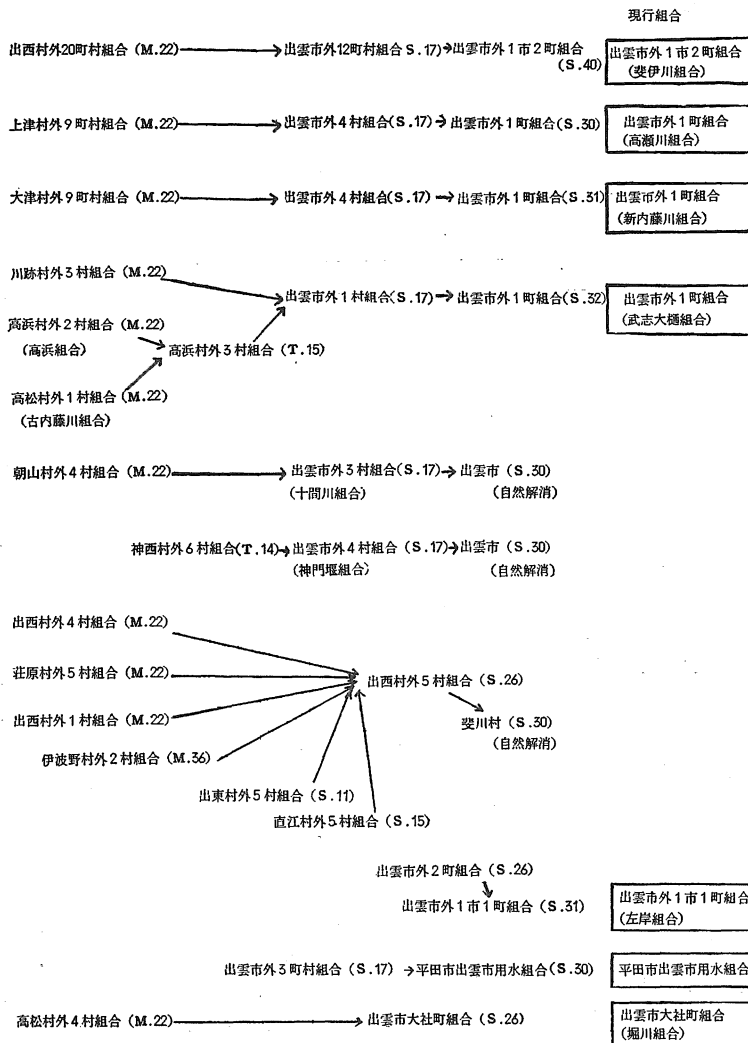 現行組合
出西村外20町村組合(M.22)→出雲市外12町村組合 S.17)→出雲市外1市2町組合
(S.40)
出雲市外1市2町組合
(斐伊川組合)
上津村外9町村組合(M.22)→出雲市外4村組合(S.17)→出雲市外1町組合(S.30)
出雲市外1町組合
(高瀬川組合)
大津村外9町村組合(M.22)→出雲市外4村組合(S.17)→出雲市外1町組合(S.31)
出雲市外1町組合
(新内藤川組合)
川跡村外3村組合(M.22)
出雲市外1村組合(S.17)→出雲市外1町組合(S.32)
出雲市外1町組合
(武志大樋組合)
高浜村外2村組合(M.22)
(高浜組合)
高浜村外3村組合(T.15)
高松村外1村組合(M.22)
(古内藤川組合)
朝山村外4村組合(M.22)→出雲市外3村組合(S.17)→出雲市(S.30)
(十間川組合)
(自然解消)
神西村外6村組合(T.14)→出雲市外4村組合(S.17)→出雲市(S.30)
(神門堰組合)
(自然解消)
出西村外4村組合(M.22)
荘原村外5村組合(M.22)
出西村外5村組合(S.26)
出西村外1村組合(M.22)
斐川村(S.30)
(自然解消)
伊波野村外2村組合(M.36)
出東村外5村組合(S.11)
直江村外5村組合(S.15)
出雲市外2町組合(S.26)
出雲市外1市1町組合(S.31)
出雲市外1市1町組合
(左岸組合)
出雲市外3町村組合(S.17)→平田市出雲市用水組合(S.30)
平田市出雲市用水組合
高松村外4村組合(M.22)→出雲市大社町組合(S.26)
出雲市大社町組合
(堀川組合)